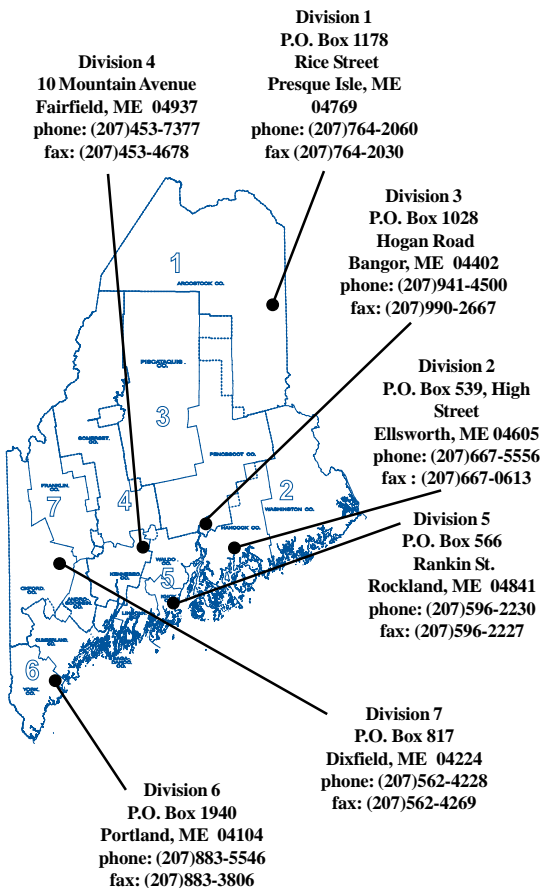 Division 1
P.O. Box 1178
Rice Street
Presque Isle, ME
04769
phone: (207)764-2060
fax (207)764-2030
Division 4
10 Mountain Avenue
Fairfield, ME 04937
phone: (207)453-7377
fax: (207)453-4678
Division 3
P.O. Box 1028
Hogan Road
Bangor, ME 04402
phone: (207)941-4500
fax: (207)990-2667
Division 2
P.O. Box 539, High
Street
Ellsworth, ME 04605
phone: (207)667-5556
fax : (207)667-0613
Division 5
P.O. Box 566
Rankin St.
Rockland, ME 04841
phone: (207)596-2230
fax: (207)596-2227
Division 7
P.O. Box 817
Dixfield, ME 04224
phone: (207)562-4228
fax: (207)562-4269
Division 6
P.O. Box 1940
Portland, ME 04104
phone: (207)883-5546
fax: (207)883-3806
1
AROOSTOOK CO.
PISCATAQUIS
CO.
3
SOMERSET
CO.
PENOBSCOT CO.
FRANKLIN
CO.
7
4
2
WASHINGTON CO.
HANCOCK CO.
WALDO
CO.
5
KENNEBEC
CO.
OXFORD
CO.
KNOX
CUMBERLAND
CO.
6
YORK
CO.